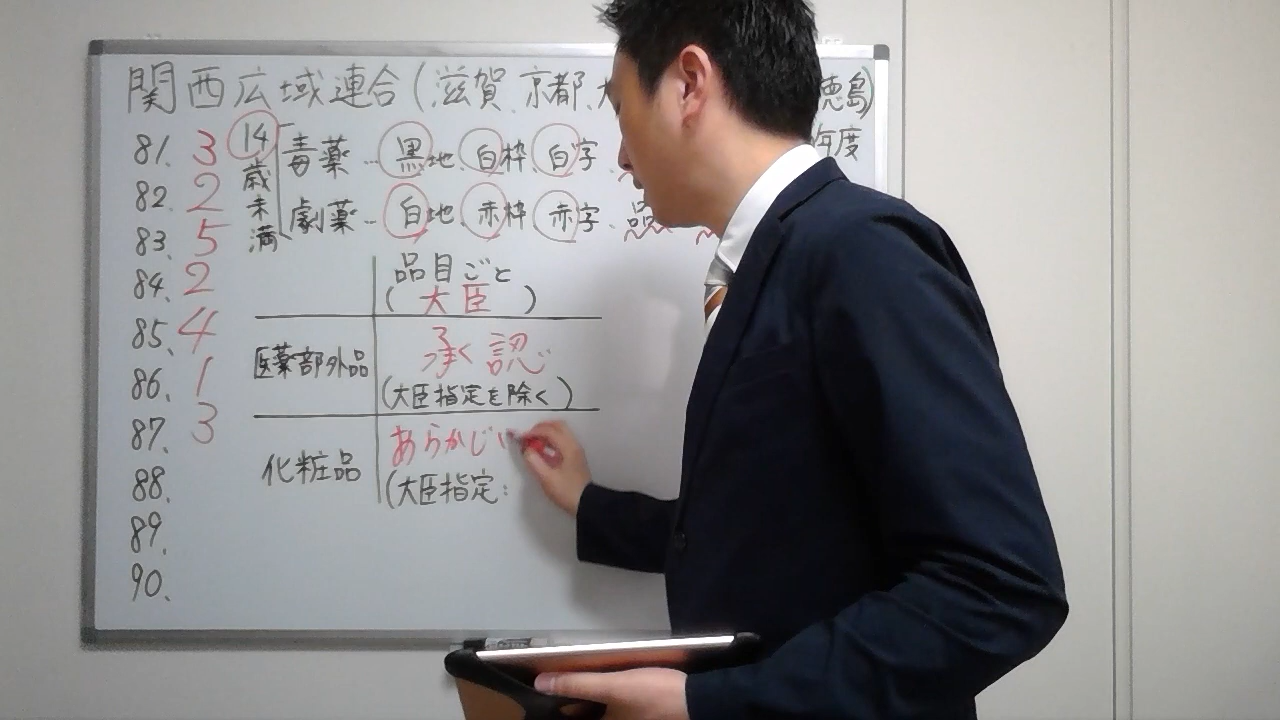 関西広域連合(滋賀、京都、 徳島)
年度
81. 3
82. 2
83. 5
84. 2
85. 4
86. 1
87. 3
88.
89.
90.
14歳未満
毒薬…黒地、白枠、白字、
劇薬…白地、赤枠、赤字、品
品目ごと
(大臣)
医薬部外品 承認
(大臣指定を除く)
化粧品 あらかじ
(大臣指定